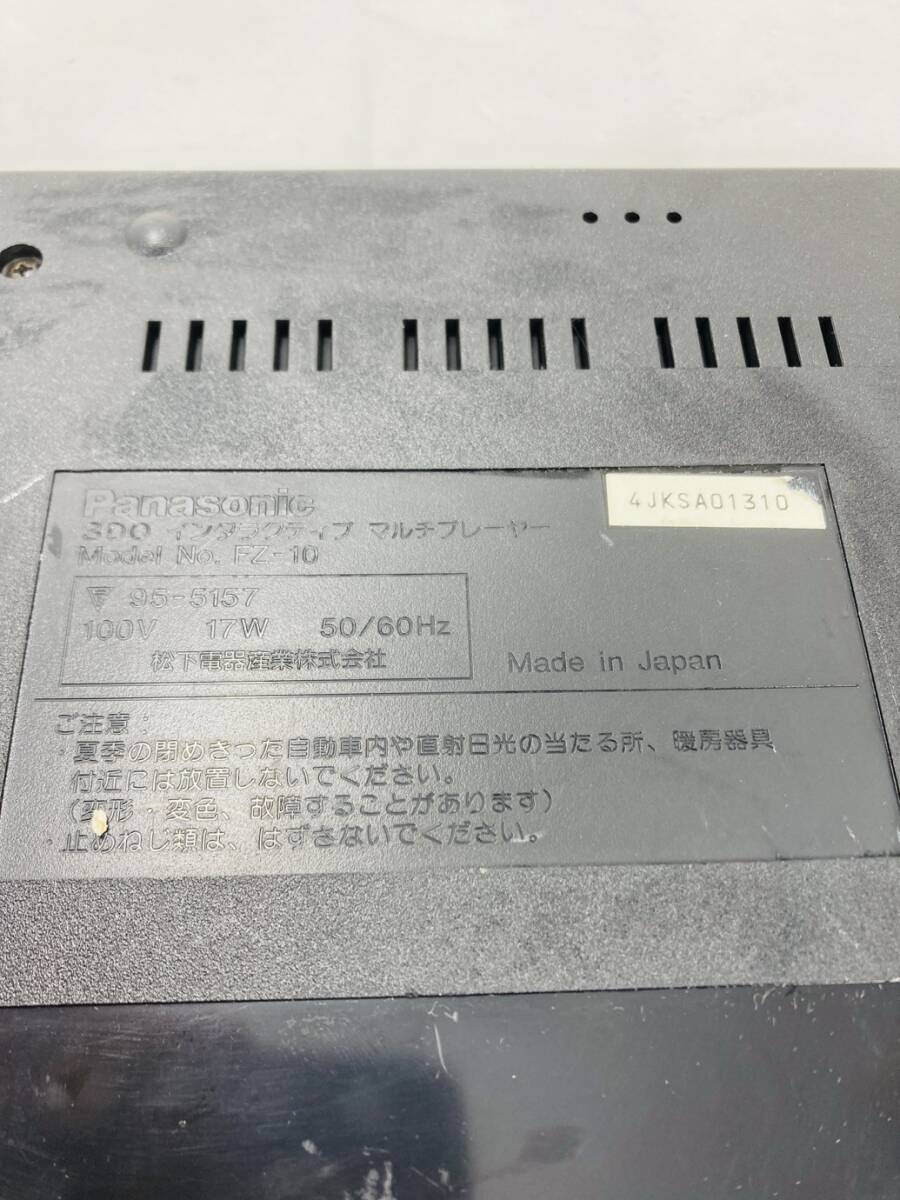 Panasonic
4JKSA01310
3DO インタラクティブ マルチプレーヤー
Model No. FZ-10
95-5157
100V 17W 50/60Hz
松下電器産業株式会社
Made in Japan
ご注意：
夏季の閉めきった自動車内や直射日光の当たる所、暖房器具
付近には放置しないでください。
（変形・変色、故障することがあります）
・止めねじ類は、はずさないでください。